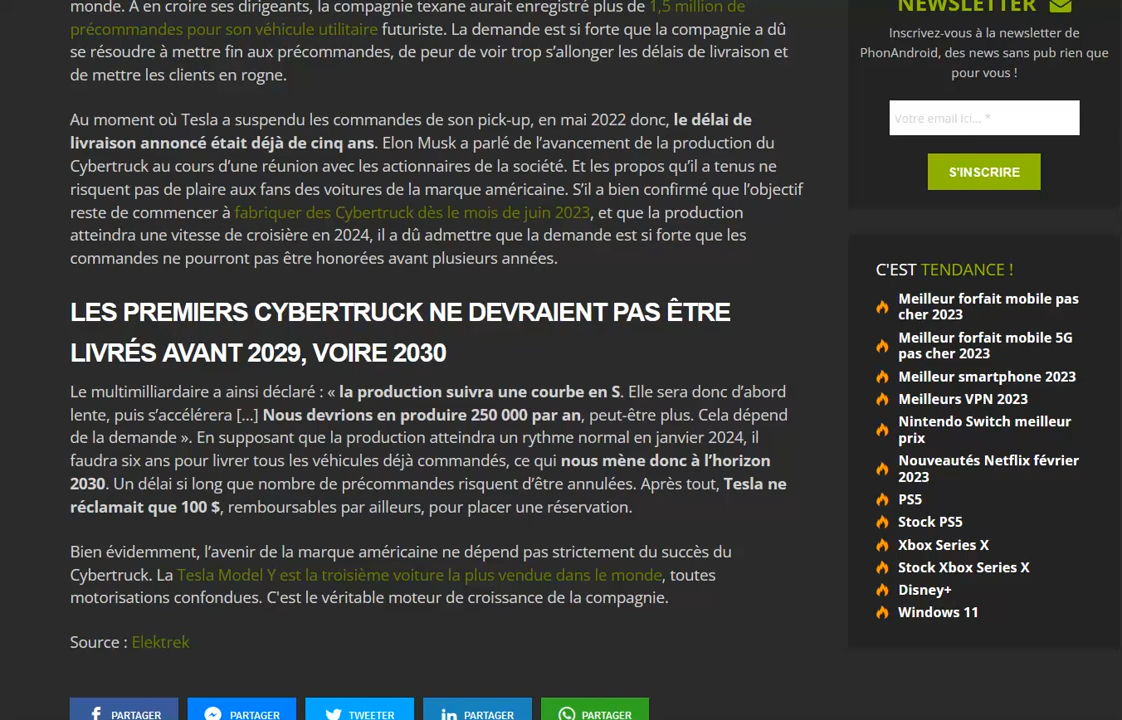 monde. A en croire ses dirigeants, la compagnie texane aurait enregistré plus de 1,5 million de
précommandes pour son véhicule utilitaire futuriste. La demande est si forte que la compagnie a dû
se résoudre à mettre fin aux précommandes, de peur de voir trop s’allonger les délais de livraison et
de mettre les clients en rogne.
Au moment où Tesla a suspendu les commandes de son pick-up, en mai 2022 donc, le délai de
livraison annoncé était déjà de cinq ans. Elon Musk a parlé de l’avancement de la production du
Cybertruck au cours d’une réunion avec les actionnaires de la société. Et les propos qu’il a tenus ne
risquent pas de plaire aux fans des voitures de la marque américaine. S’il a bien confirmé que l’objectif
reste de commencer à fabriquer des Cybertruck dès le mois de juin 2023, et que la production
atteindra une vitesse de croisière en 2024, il a dû admettre que la demande est si forte que les
commandes ne pourront pas être honorées avant plusieurs années.
LES PREMIERS CYBERTRUCK NE DEVRAIENT PAS ÊTRE
LIVRÉS AVANT 2029, VOIRE 2030
Le multimilliardaire a ainsi déclaré : « la production suivra une courbe en S. Elle sera donc d’abord
lente, puis s’accélérera […] Nous devrions en produire 250 000 par an, peut-être plus. Cela dépend
de la demande ». En supposant que la production atteindra un rythme normal en janvier 2024, il
faudra six ans pour livrer tous les véhicules déjà commandés, ce qui nous mène donc à l’horizon
2030. Un délai si long que nombre de précommandes risquent d’être annulées. Après tout, Tesla ne
réclamait que 100 $, remboursables par ailleurs, pour placer une réservation.
Bien évidemment, l’avenir de la marque américaine ne dépend pas strictement du succès du
Cybertruck. La Tesla Model Y est la troisième voiture la plus vendue dans le monde, toutes
motorisations confondues. C'est le véritable moteur de croissance de la compagnie.
Source : Elektrek
PARTAGER
PARTAGER
TWEETER
PARTAGER
PARTAGER
NEWSLETTER
Inscrivez-vous à la newsletter de
PhonAndroid, des news sans pub rien que
pour vous !
Votre email ici... *
S'INSCRIRE
C'EST TENDANCE !
Meilleur forfait mobile pas
cher 2023
Meilleur forfait mobile 5G
pas cher 2023
Meilleur smartphone 2023
Meilleurs VPN 2023
Nintendo Switch meilleur
prix
Nouveautés Netflix février
2023
PS5
Stock PS5
Xbox Series X
Stock Xbox Series X
Disney+
Windows 11